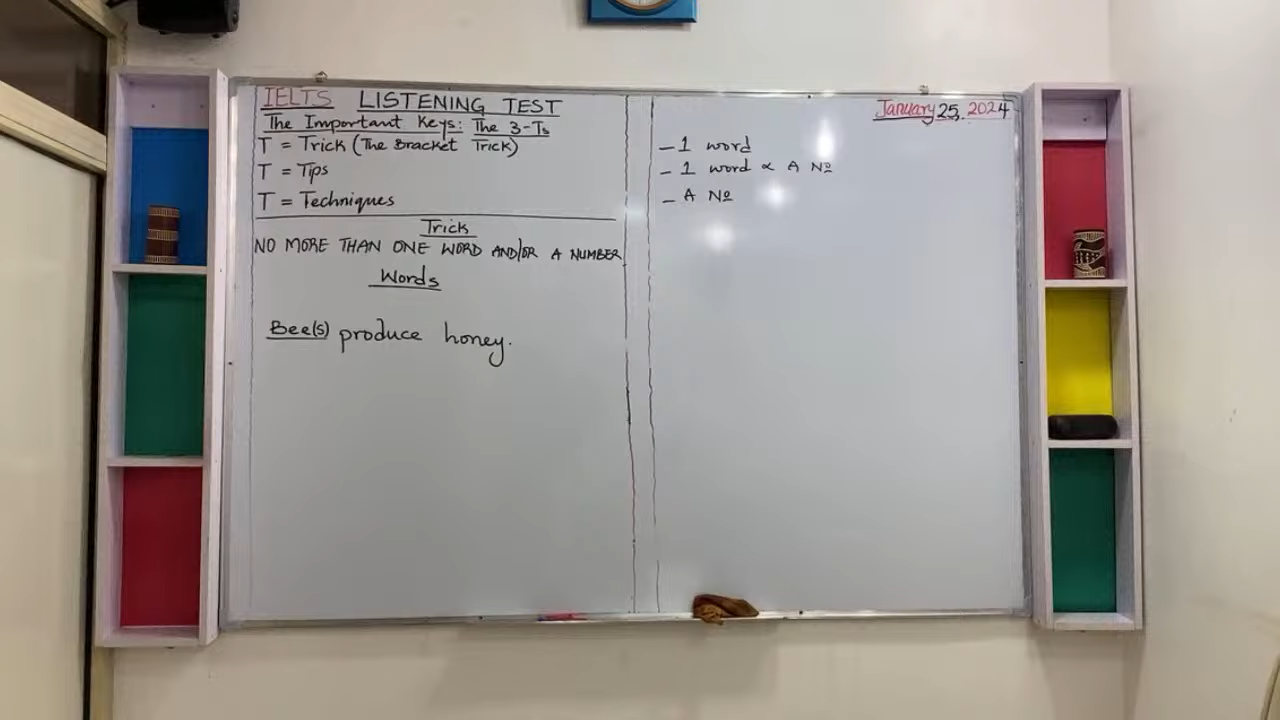 IELTS LISTENING TEST
The Important Keys: The 3-Ts
T = Trick (The Bracket Trick)
T = Tips
T = Techniques
Trick
NO MORE THAN ONE WORD AND/OR A NUMBER
Words
Bee(s) produce honey.
January 25, 2024
- 1 word
- 1 word & A No
- A No